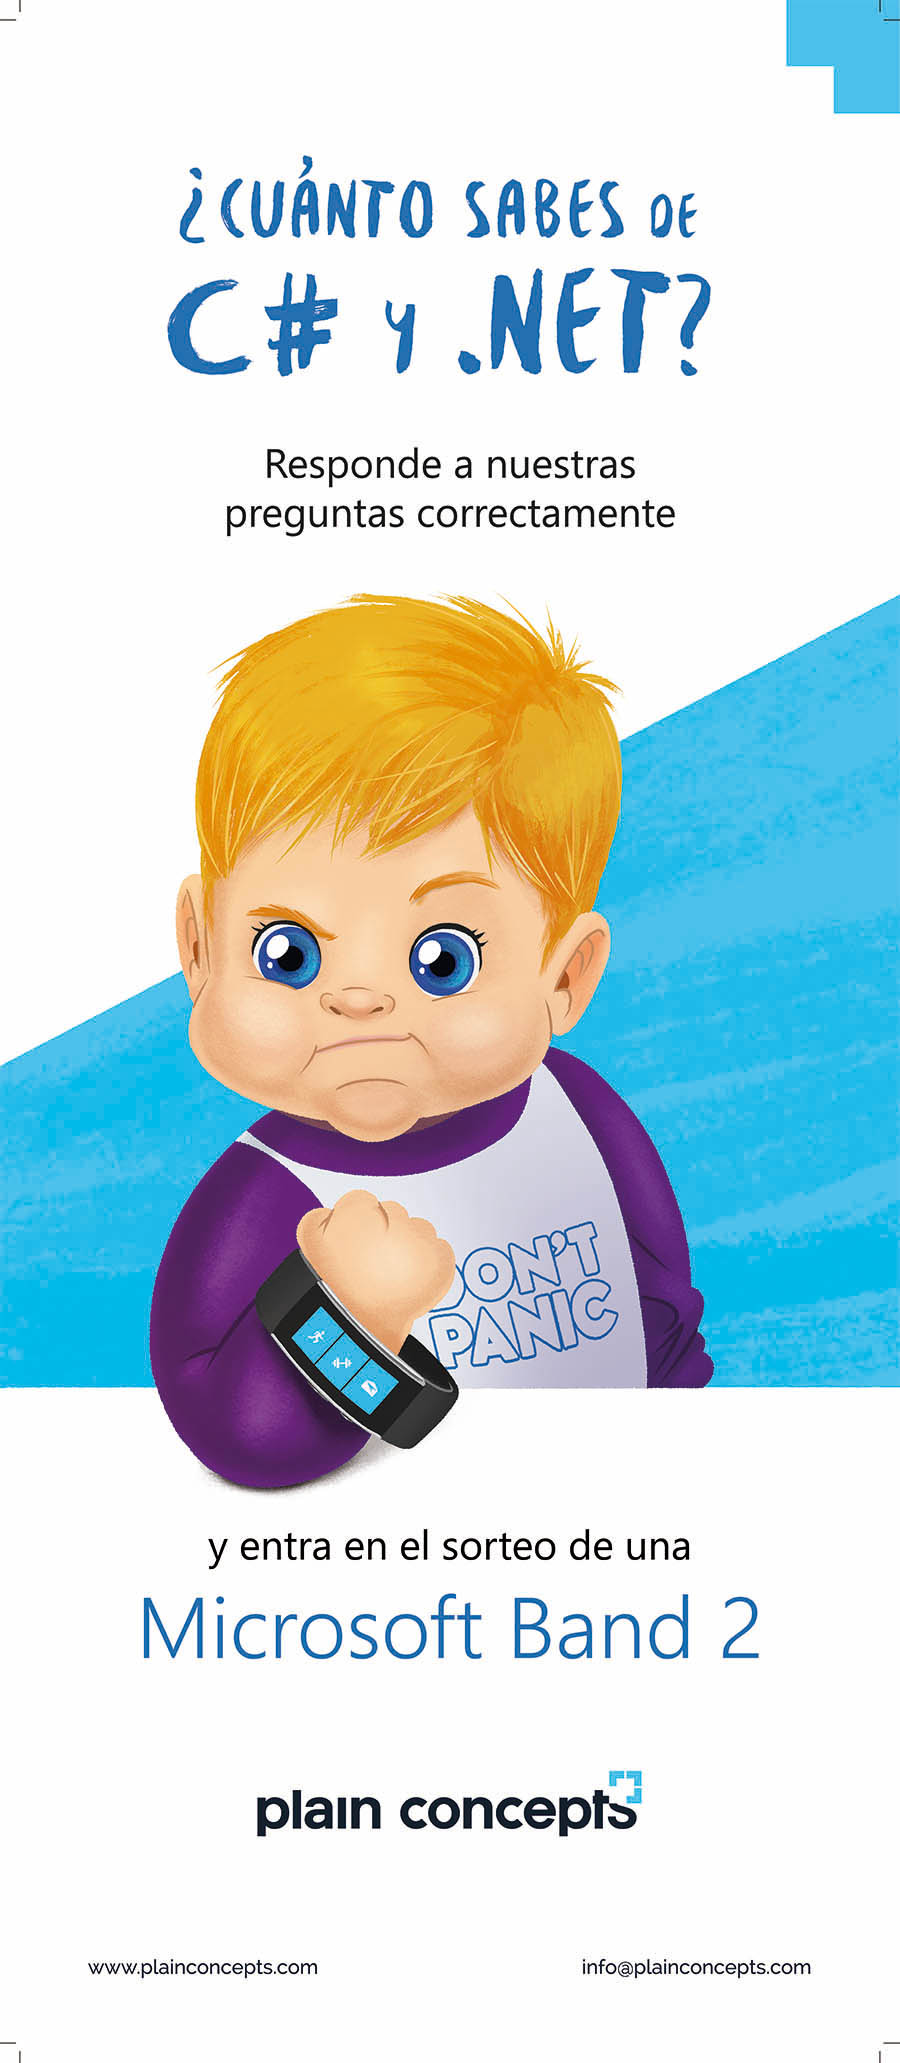 ¿CUÁNTO SABES DE
C# Y .NET?
Responde a nuestras
preguntas correctamente
DON'T
PANIC
y entra en el sorteo de una
Microsoft Band 2
plain concepts
www.plainconcepts.com
info@plainconcepts.com